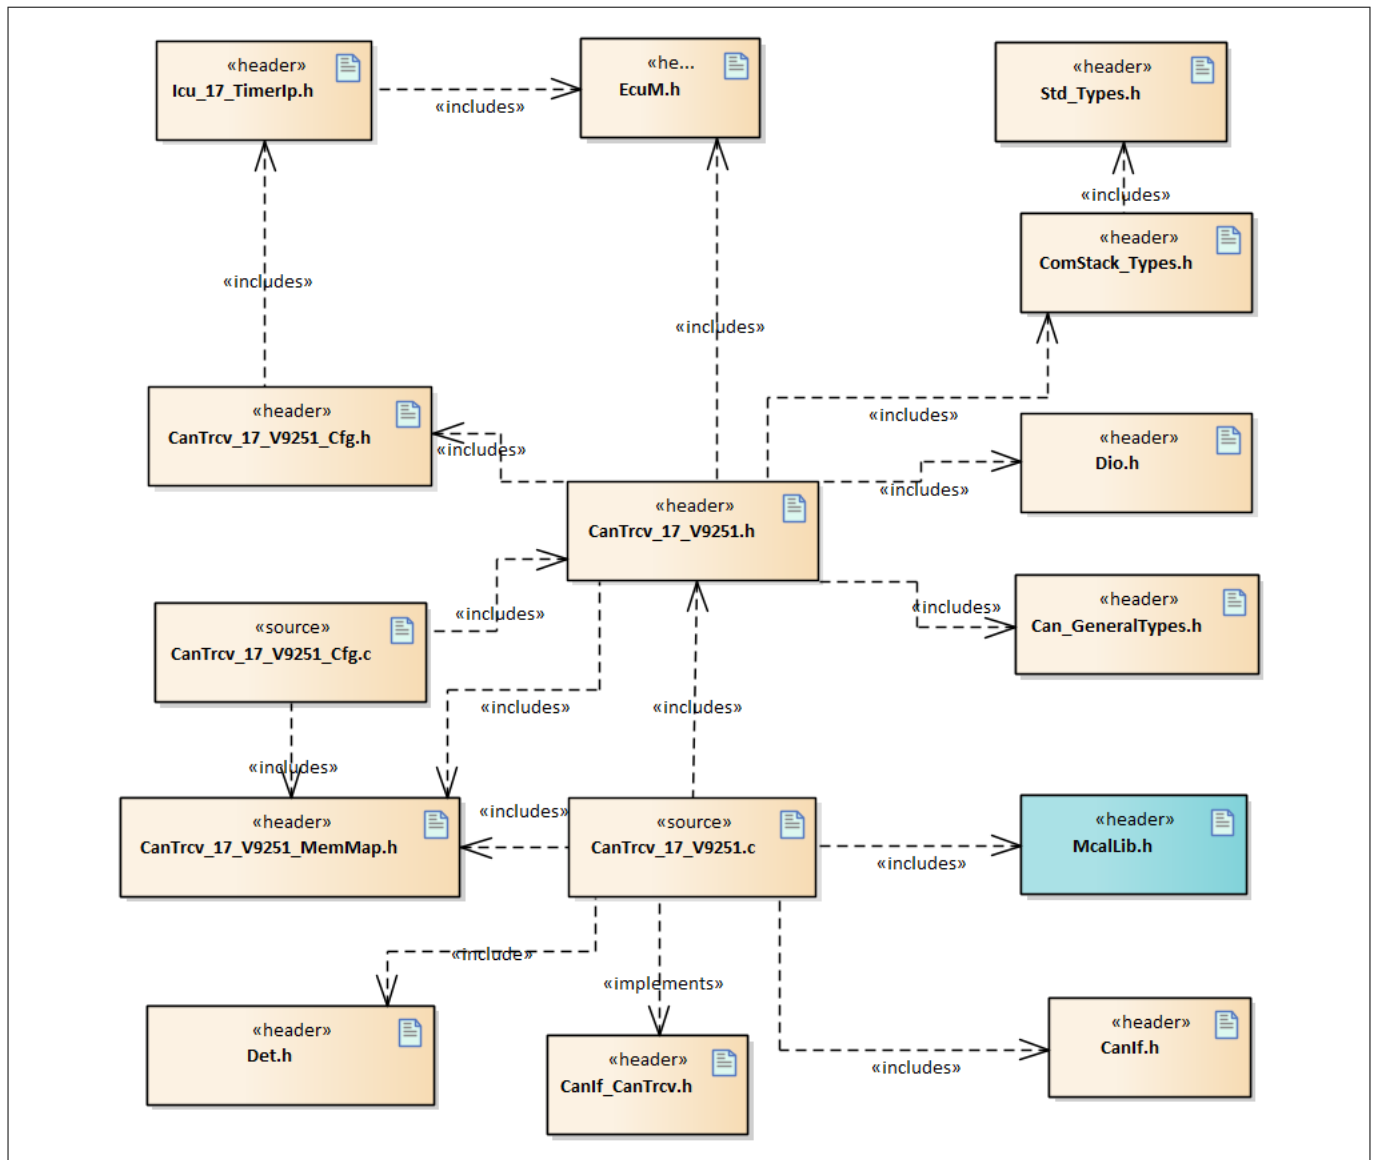 «header»
Icu_17_TimerIp.h
«he...
EcuM.h
«header»
Std_Types.h
«includes»
«includes»
«header»
ComStack_Types.h
«includes»
«includes»
«header»
CanTrcv_17_V9251_Cfg.h
«includes»
«includes»
«header»
Dio.h
«includes»
«header»
CanTrcv_17_V9251.h
«header»
Can_GeneralTypes.h
«includes»
«includes»
«source»
CanTrcv_17_V9251_Cfg.c
«includes»
«includes»
«includes»
«header»
CanTrcv_17_V9251_MemMap.h
«includes»
«source»
CanTrcv_17_V9251.c
«header»
McalLib.h
«includes»
«include»
«implements»
«header»
Det.h
«header»
CanIf_CanTrcv.h
«header»
CanIf.h
«includes»